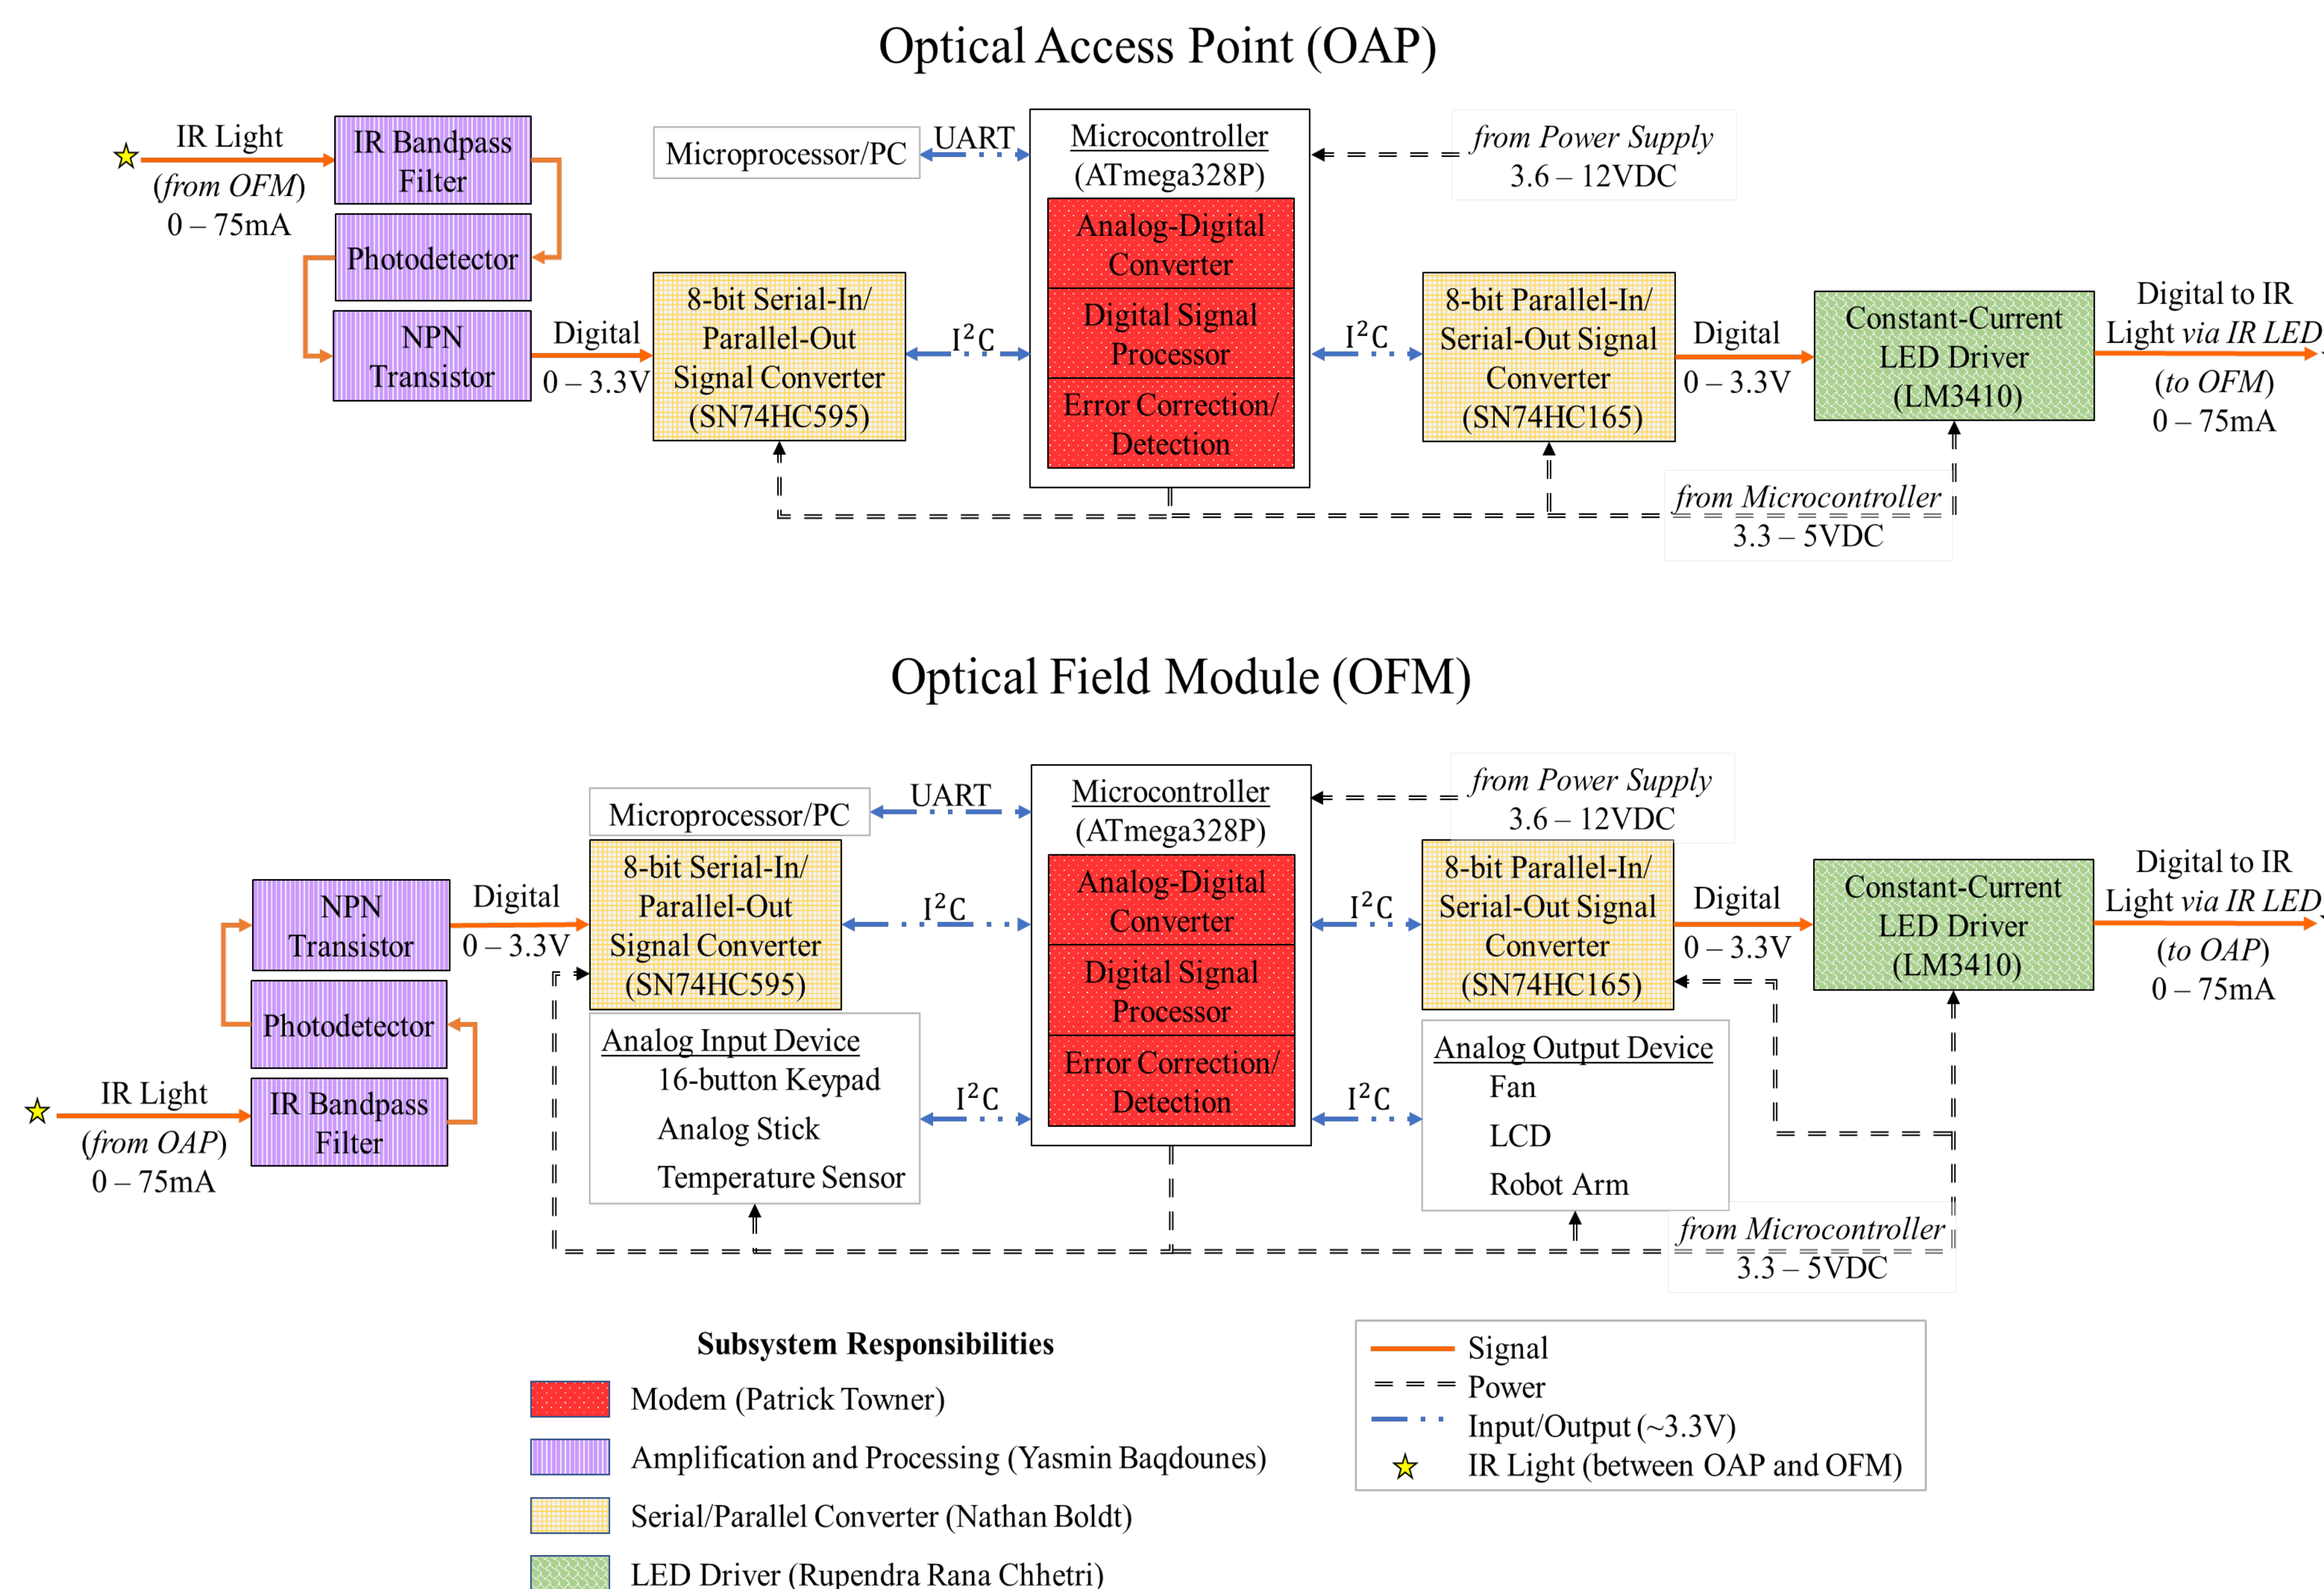 Optical Access Point (OAP)
IR Light
(from OFM)
0 – 75mA
IR Bandpass
Filter
Photodetector
NPN
Transistor
Digital
0 – 3.3V
Microprocessor/PC
UART
8-bit Serial-In/
Parallel-Out
Signal Converter
(SN74HC595)
I²C
Microcontroller
(ATmega328P)
Analog-Digital
Converter
Digital Signal
Processor
Error Correction/
Detection
from Power Supply
3.6 – 12VDC
I²C
8-bit Parallel-In/
Serial-Out Signal
Converter
(SN74HC165)
Digital
0 – 3.3V
Constant-Current
LED Driver
(LM3410)
Digital to IR
Light via IR LED
(to OFM)
0 – 75mA
from Microcontroller
3.3 – 5VDC
Optical Field Module (OFM)
NPN
Transistor
Photodetector
IR Light
(from OAP)
0 – 75mA
IR Bandpass
Filter
Digital
0 – 3.3V
Microprocessor/PC
UART
8-bit Serial-In/
Parallel-Out
Signal Converter
(SN74HC595)
I²C
Analog Input Device
16-button Keypad
Analog Stick
Temperature Sensor
I²C
Microcontroller
(ATmega328P)
Analog-Digital
Converter
Digital Signal
Processor
Error Correction/
Detection
from Power Supply
3.6 – 12VDC
I²C
8-bit Parallel-In/
Serial-Out Signal
Converter
(SN74HC165)
I²C
Analog Output Device
Fan
LCD
Robot Arm
Digital
0 – 3.3V
Constant-Current
LED Driver
(LM3410)
Digital to IR
Light via IR LED
(to OAP)
0 – 75mA
from Microcontroller
3.3 – 5VDC
Subsystem Responsibilities
Modem (Patrick Towner)
Amplification and Processing (Yasmin Baqdounes)
Serial/Parallel Converter (Nathan Boldt)
LED Driver (Rupendra Rana Chhetri)
Signal
Power
Input/Output (~3.3V)
IR Light (between OAP and OFM)